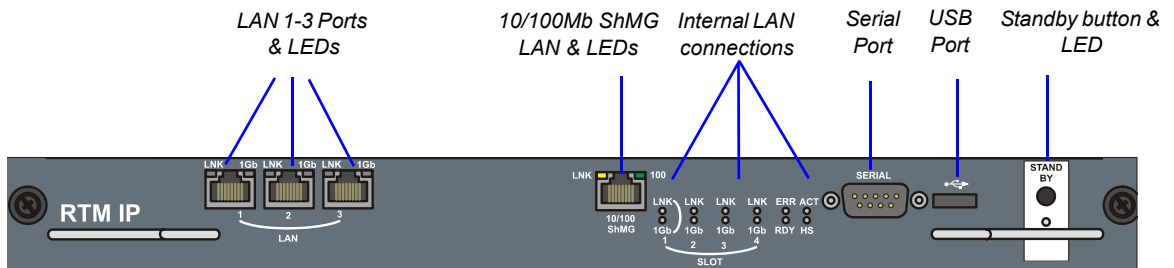 LAN 1-3 Ports
& LEDs
10/100Mb ShMG
LAN & LEDs
Internal LAN
connections
Serial
Port
USB
Port
Standby button &
LED
RTM IP
LNK 1Gb LNK 1Gb LNK 1Gb
1 2 3
LAN
LNK 100
10/100
ShMG
LNK LNK LNK LNK ERR ACT
1Gb 1Gb 1Gb 1Gb RDY HS
1 2 3 4
SLOT
SERIAL
STAND
BY